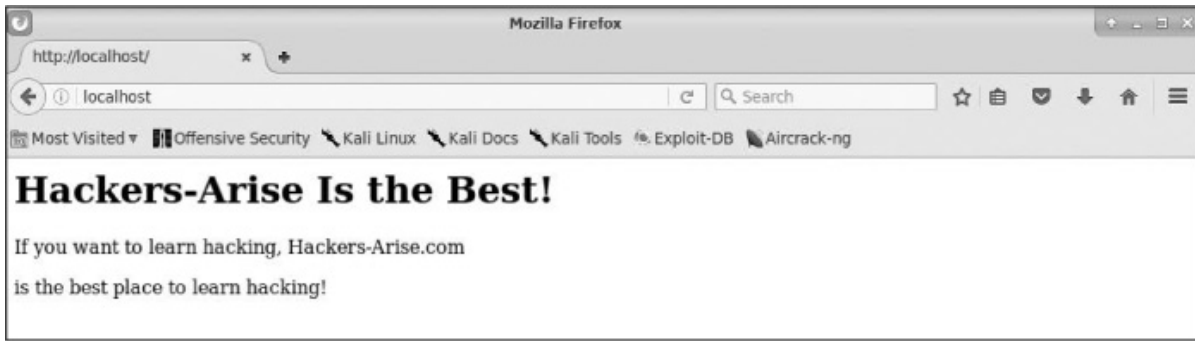 Mozilla Firefox
http://localhost/
localhost
Search
Most Visited Offensive Security Kali Linux Kali Docs Kali Tools Exploit-DB Aircrack-ng
Hackers-Arise Is the Best!
If you want to learn hacking, Hackers-Arise.com
is the best place to learn hacking!